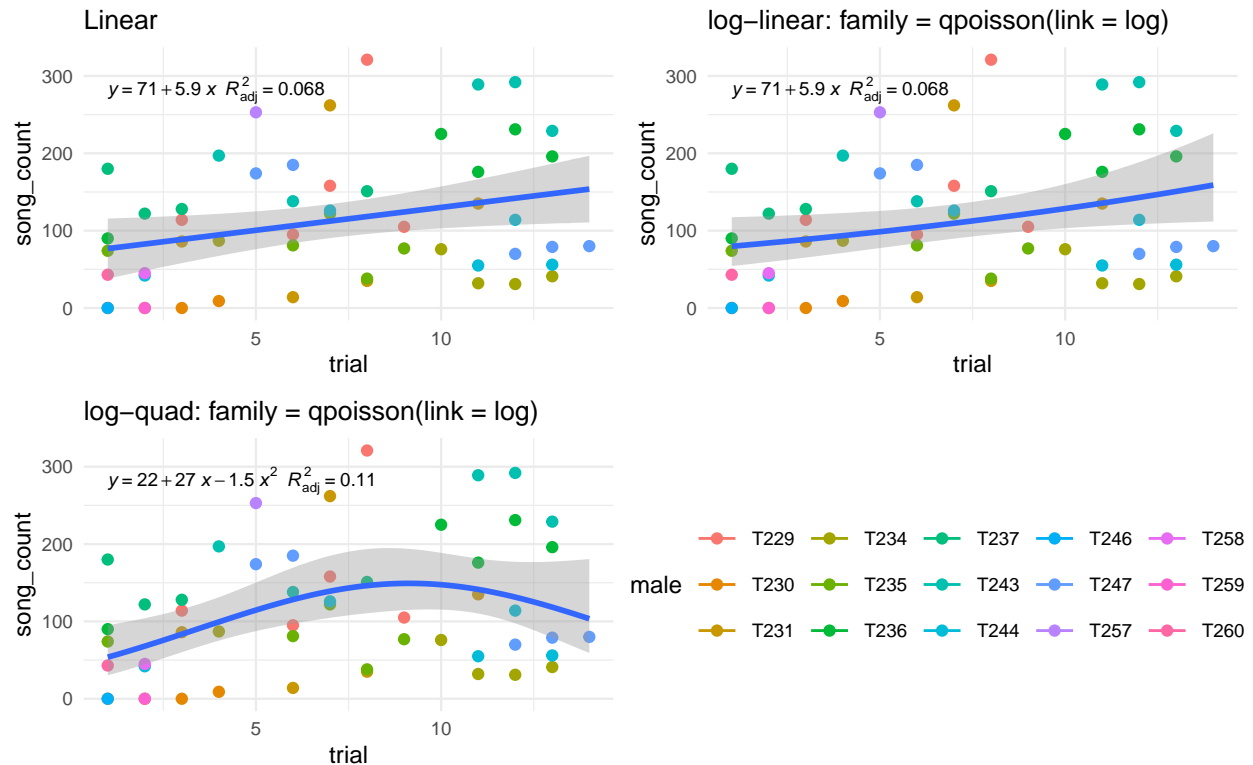 Linear
log−linear: family = qpoisson(link = log)
y = 71 + 5.9 x R²adj = 0.068
y = 71 + 5.9 x R²adj = 0.068
300
200
100
0
song_count
5
10
trial
300
200
100
0
song_count
5
10
trial
log−quad: family = qpoisson(link = log)
y = 22 + 27 x − 1.5 x² R²adj = 0.11
300
200
100
0
song_count
5
10
trial
male
T229 T234 T237 T246 T258
T230 T235 T243 T247 T259
T231 T236 T244 T257 T260